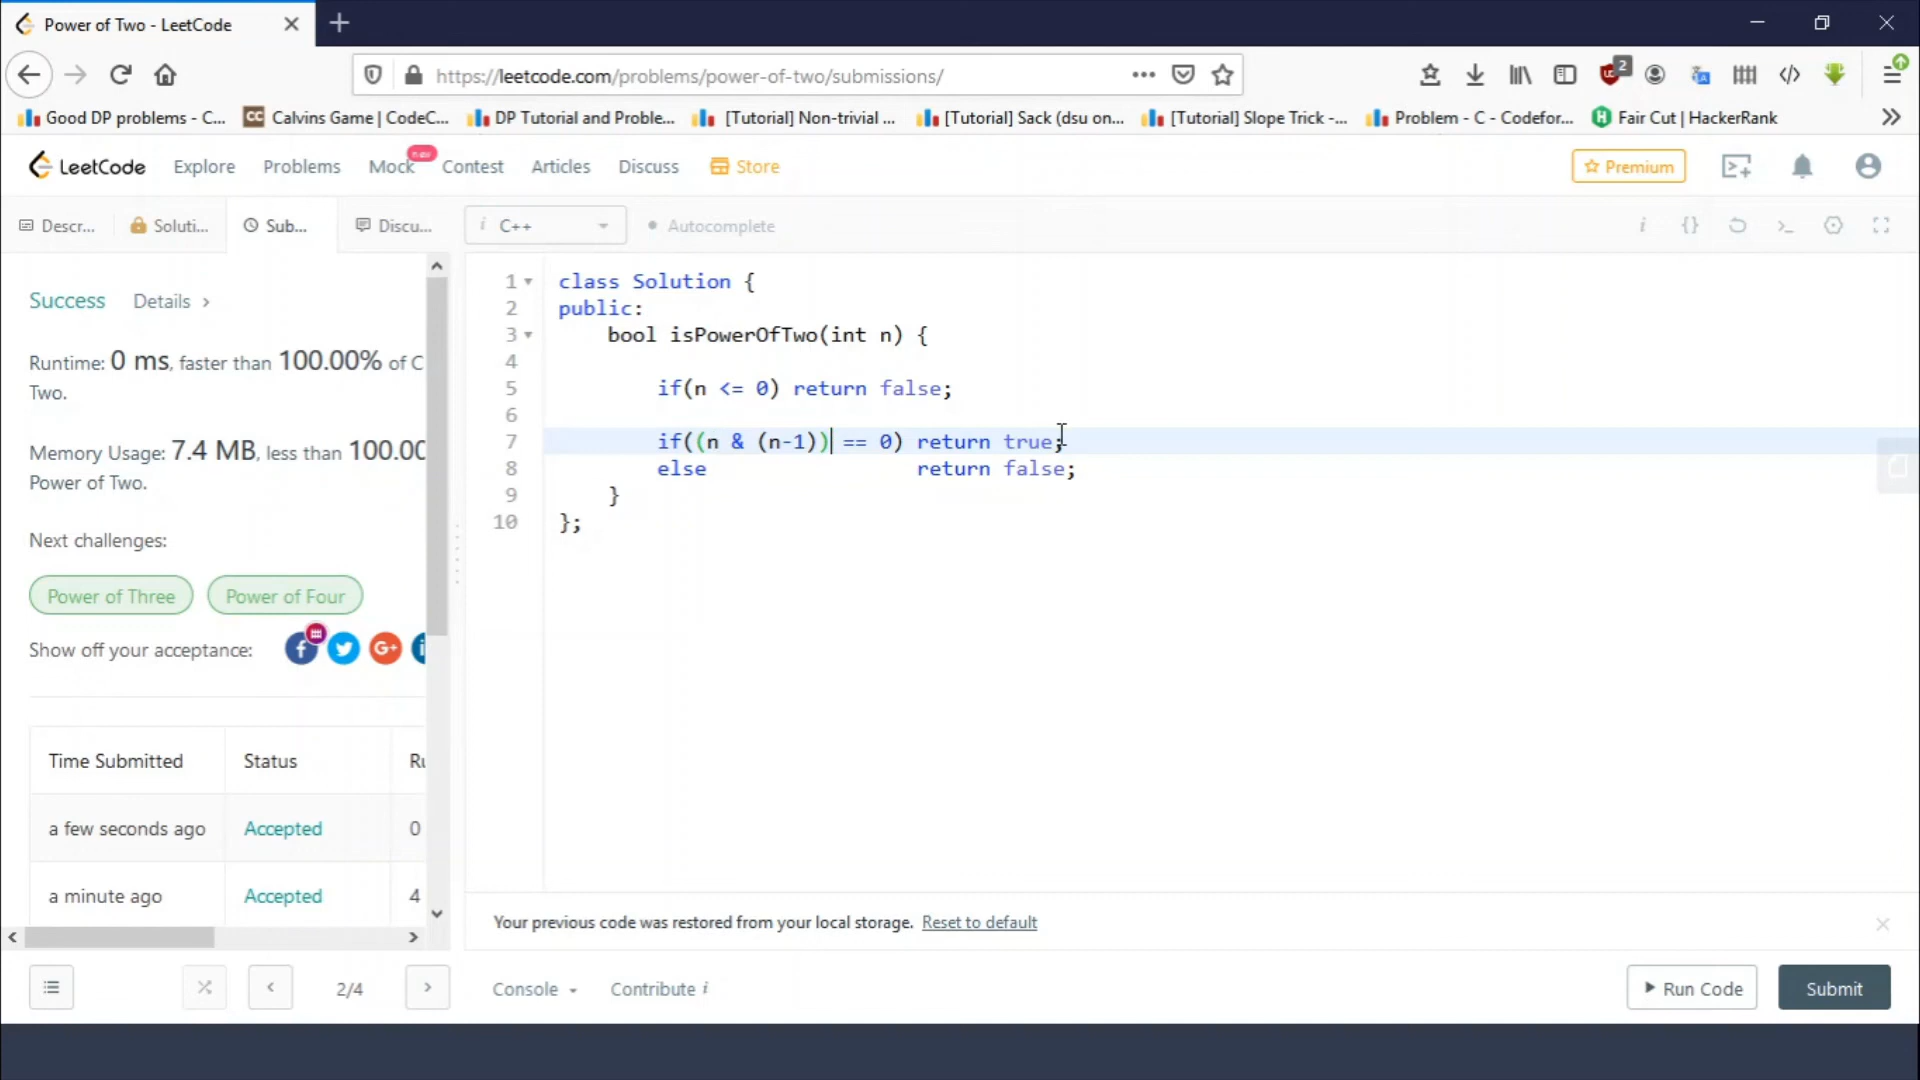 Power of Two - LeetCode
https://leetcode.com/problems/power-of-two/submissions/
2
Good DP problems - C...
CC Calvins Game | CodeC...
DP Tutorial and Proble...
[Tutorial] Non-trivial ...
[Tutorial] Sack (dsu on...
[Tutorial] Slope Trick -...
Problem - C - Codefor...
H Fair Cut | HackerRank
LeetCode
Explore
Problems
Mock
new
Contest
Articles
Discuss
Store
Premium
Descr...
Soluti...
Sub...
Discu...
i C++
Autocomplete
Success
Details
Runtime: 0 ms, faster than 100.00% of C
Two.
Memory Usage: 7.4 MB, less than 100.00
Power of Two.
Next challenges:
Power of Three
Power of Four
Show off your acceptance:
Time Submitted
Status
Ru
a few seconds ago
Accepted
0
a minute ago
Accepted
4
1 class Solution {
2 public:
3 bool isPowerOfTwo(int n) {
4
5 if(n <= 0) return false;
6
7 if((n & (n-1)) == 0) return true;
8 else return false;
9 }
10 };
Your previous code was restored from your local storage. Reset to default
2/4
Console
Contribute i
Run Code
Submit